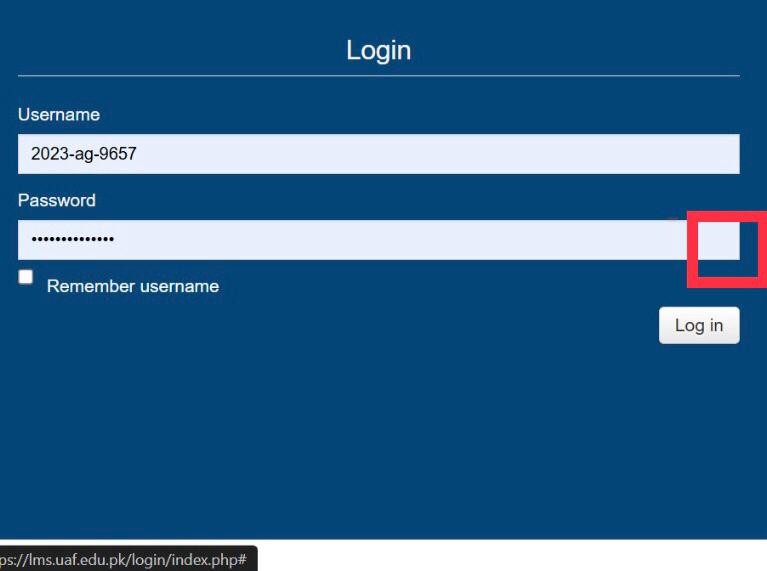 Login
Username
2023-ag-9657
Password
••••••••••••••
Remember username
Log in
ps://lms.uaf.edu.pk/login/index.php#